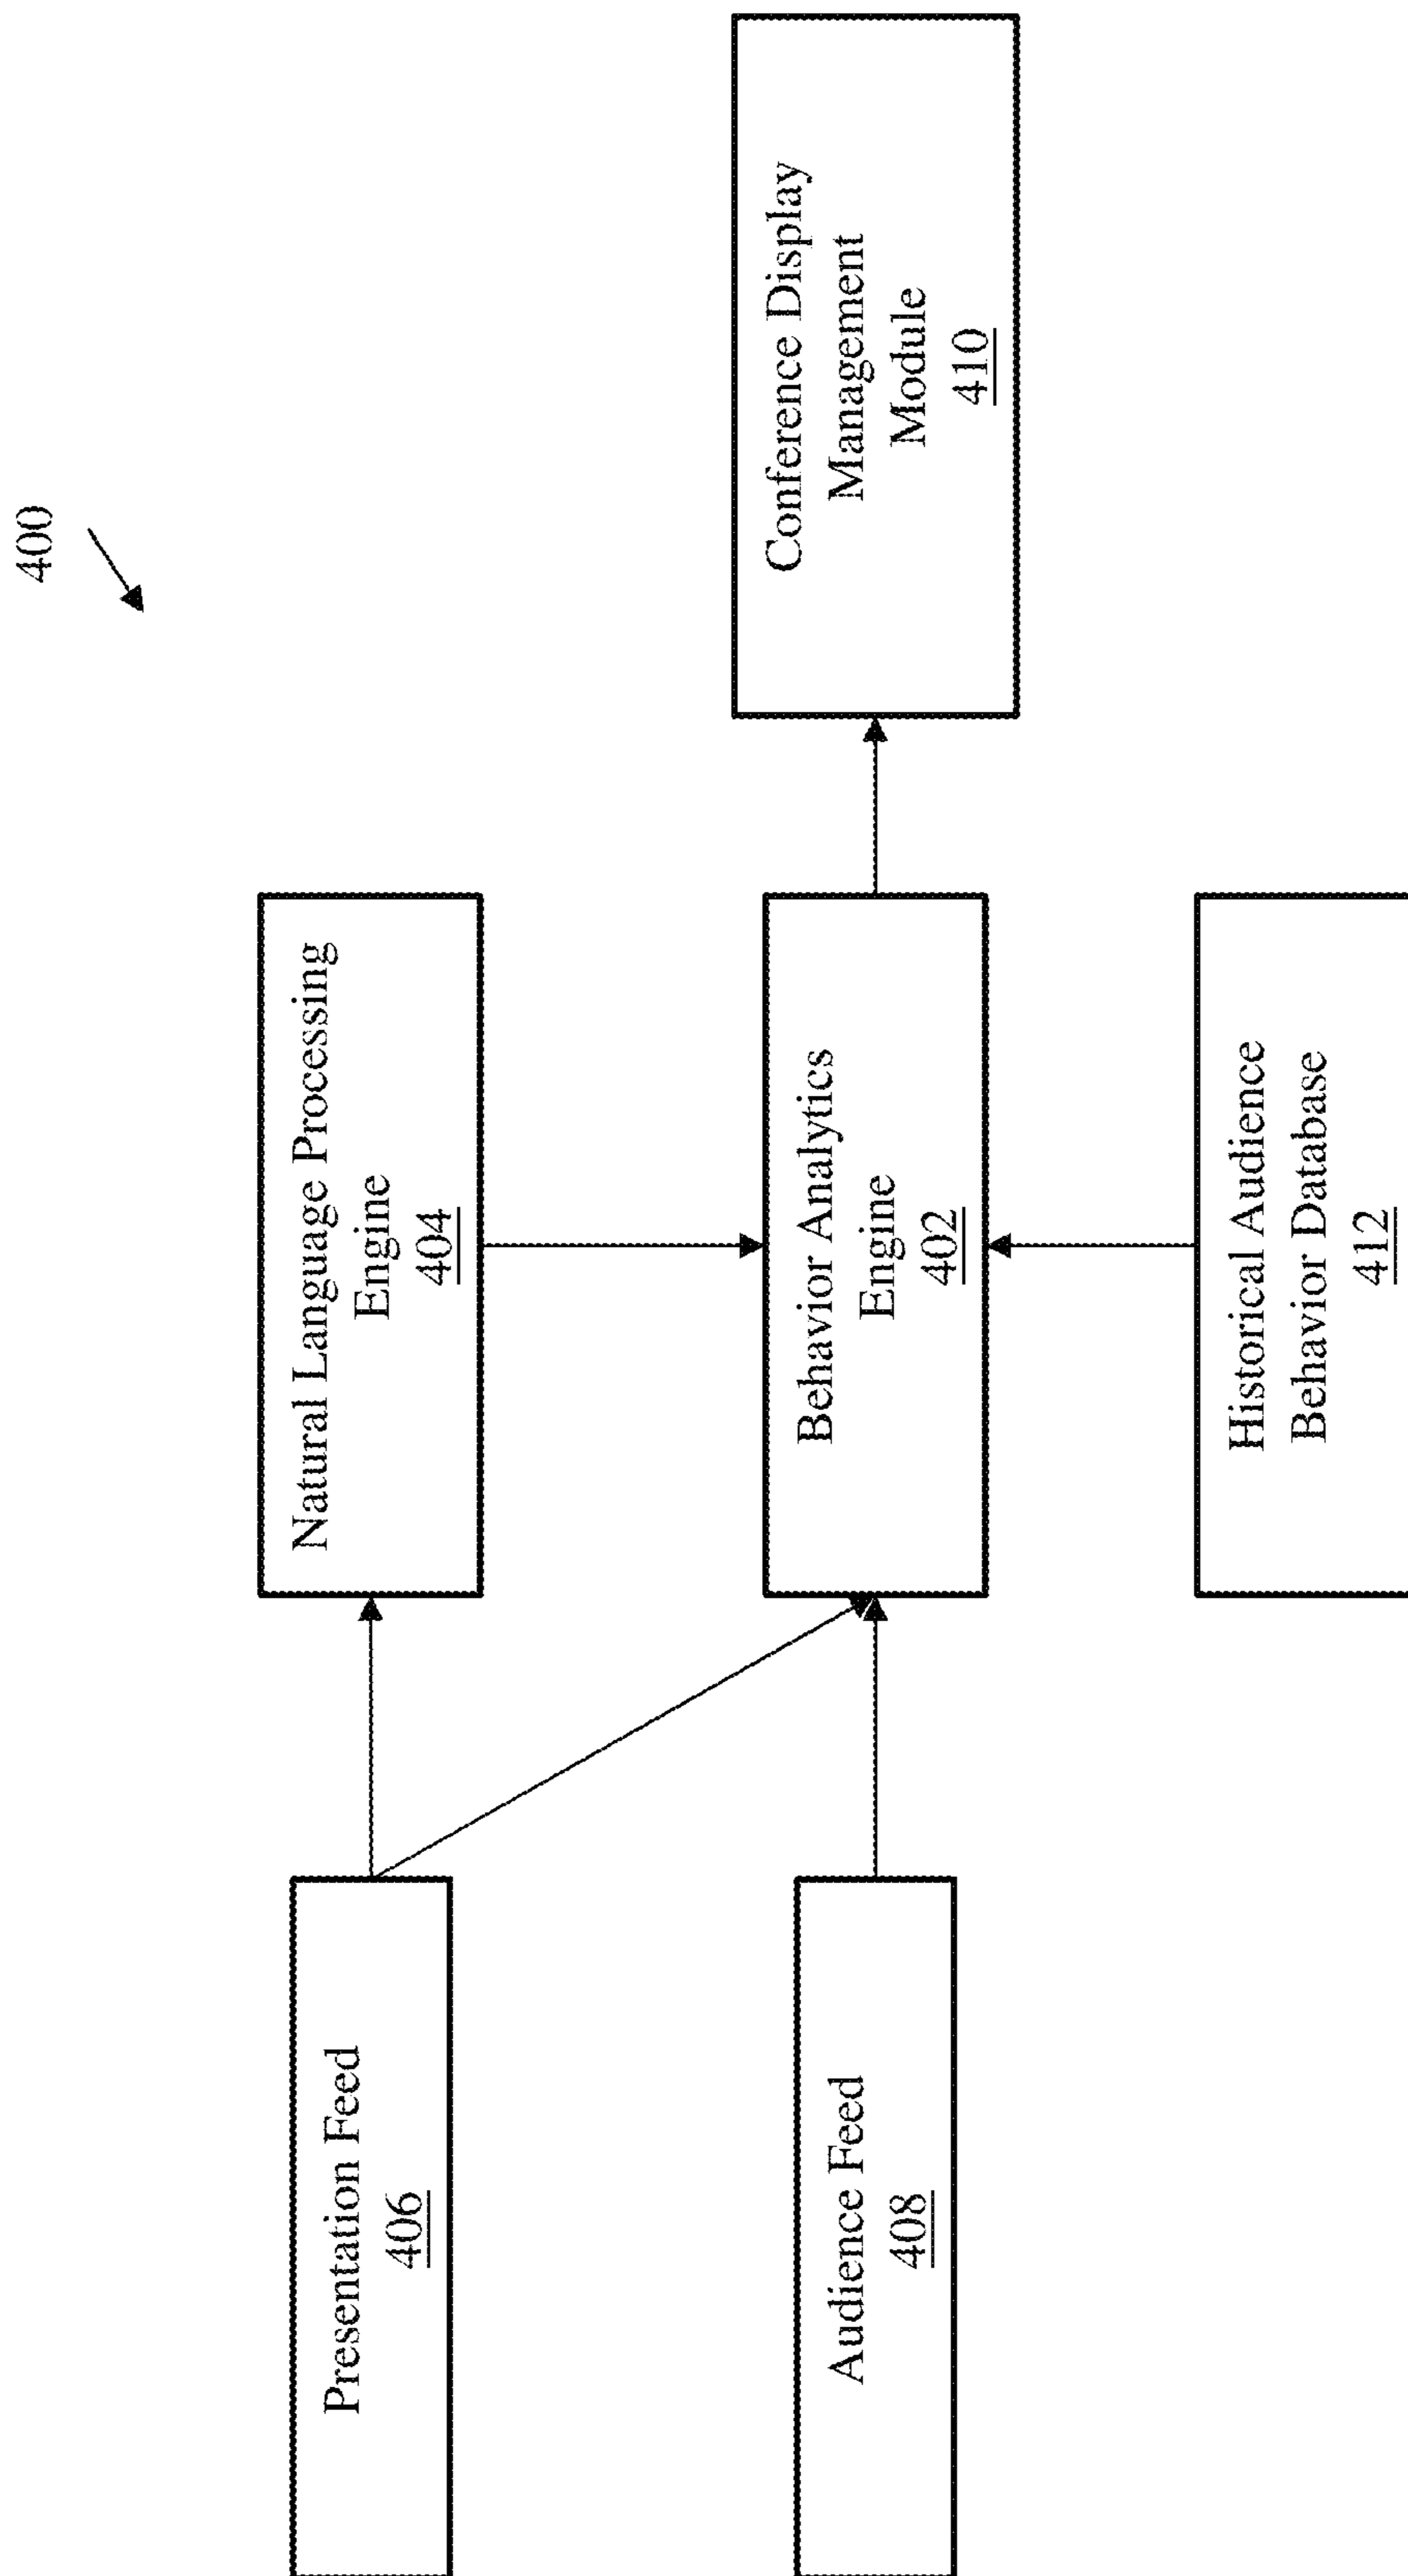 400
Presentation Feed
406
Natural Language Processing
Engine
404
Audience Feed
408
Behavior Analytics
Engine
402
Conference Display
Management
Module
410
Historical Audience
Behavior Database
412